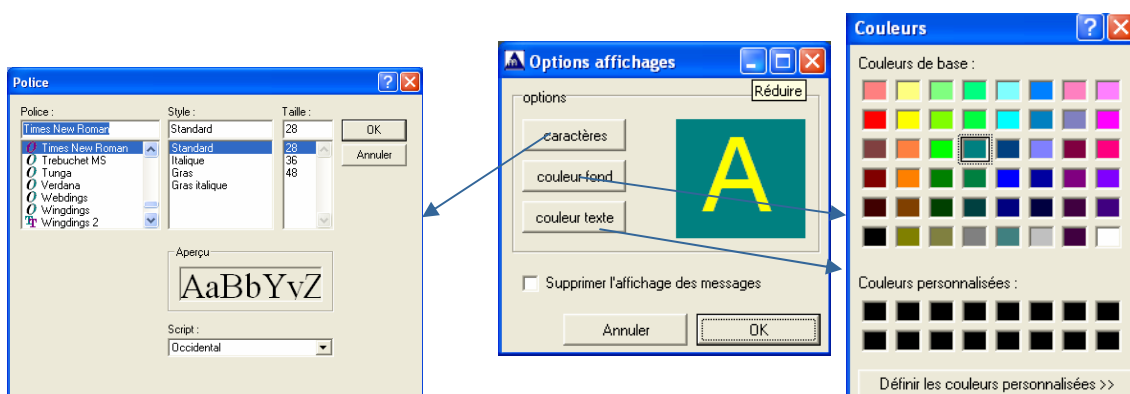 Police
Police :
Style :
Taille :
Times New Roman
Standard
28
OK
Times New Roman
Standard
28
Annuler
Trebuchet MS
Italique
36
Tunga
Gras
48
Verdana
Gras italique
Webdings
Wingdings
Wingdings 2
Aperçu
AaBbYyZ
Script :
Occidental
Options affichages
Réduire
options
caractères
couleur fond
couleur texte
A
Supprimer l'affichage des messages
Annuler
OK
Couleurs
Couleurs de base :
Couleurs personnalisées :
Définir les couleurs personnalisées >>